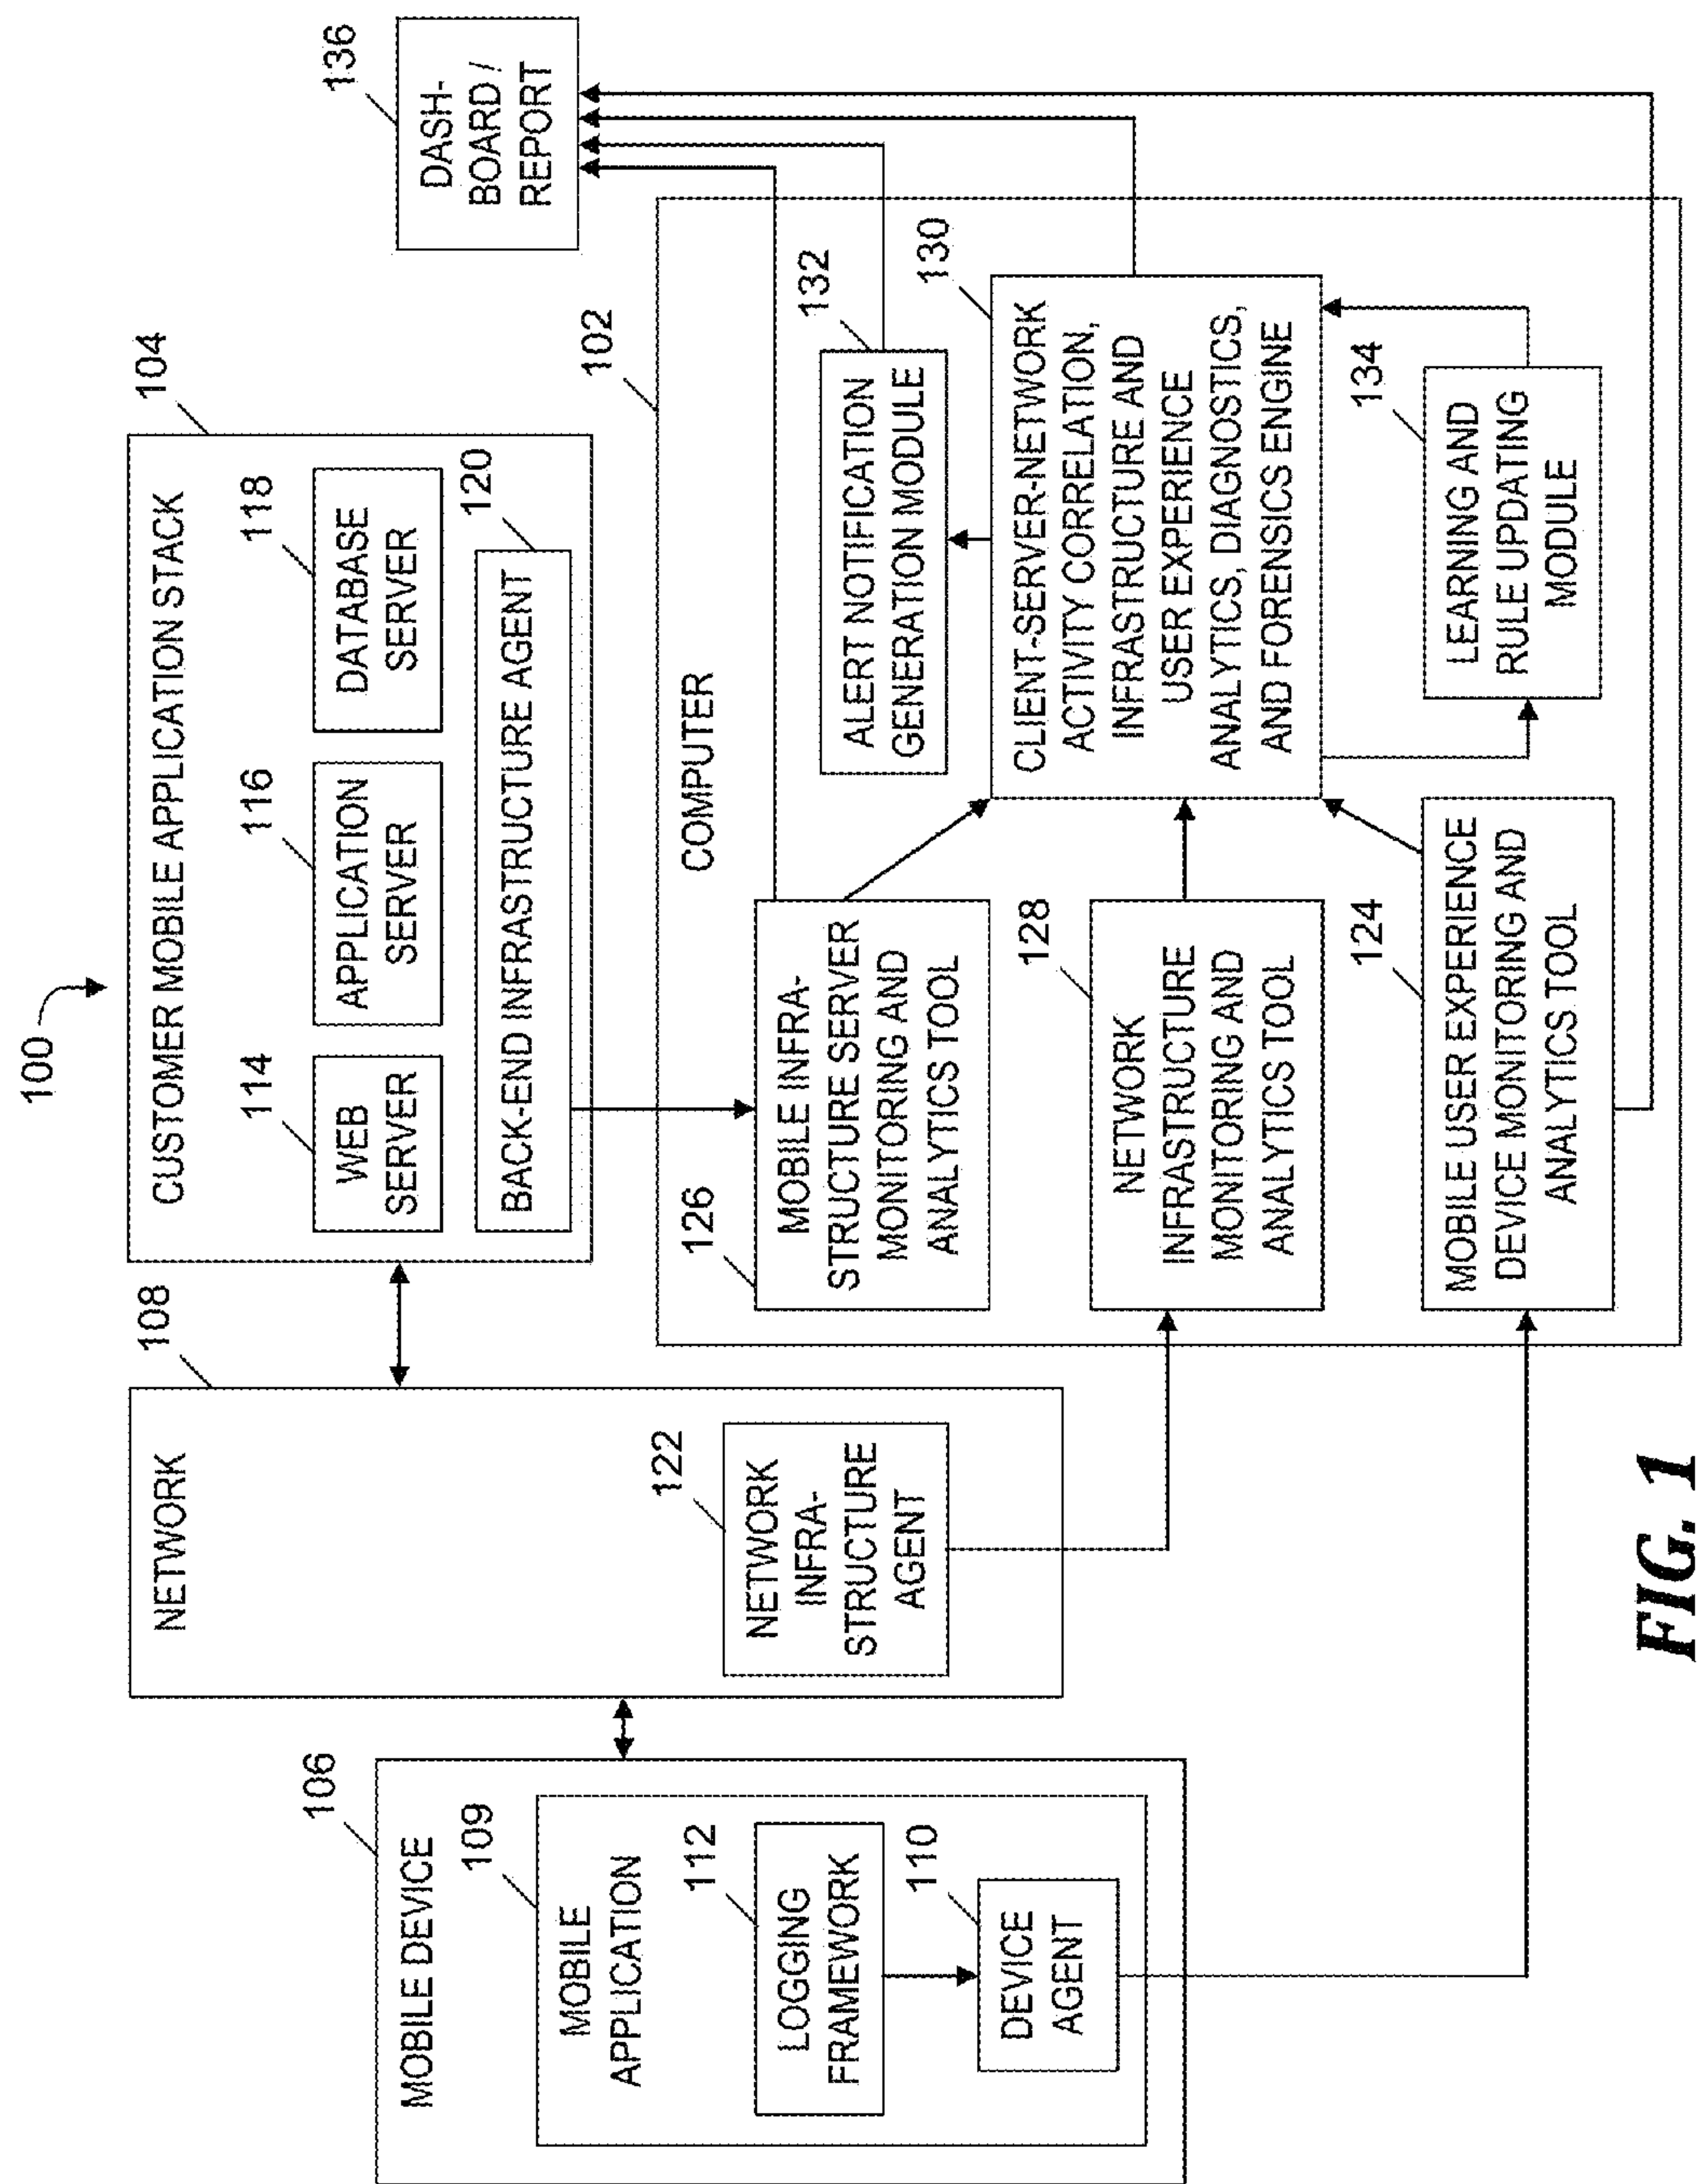 100
MOBILE DEVICE
106
MOBILE
APPLICATION
109
LOGGING
FRAMEWORK
112
DEVICE
AGENT
110
NETWORK
108
NETWORK
INFRA-
STRUCTURE
AGENT
122
CUSTOMER MOBILE APPLICATION STACK
104
WEB
SERVER
114
APPLICATION
SERVER
116
DATABASE
SERVER
118
BACK-END INFRASTRUCTURE AGENT
120
COMPUTER
102
MOBILE INFRA-
STRUCTURE SERVER
MONITORING AND
ANALYTICS TOOL
126
NETWORK
INFRASTRUCTURE
MONITORING AND
ANALYTICS TOOL
128
MOBILE USER EXPERIENCE
DEVICE MONITORING AND
ANALYTICS TOOL
124
ALERT NOTIFICATION
GENERATION MODULE
132
CLIENT-SERVER-NETWORK
ACTIVITY CORRELATION,
INFRASTRUCTURE AND
USER EXPERIENCE
ANALYTICS, DIAGNOSTICS,
AND FORENSICS ENGINE
130
LEARNING AND
RULE UPDATING
MODULE
134
DASH-
BOARD /
REPORT
136
FIG. 1